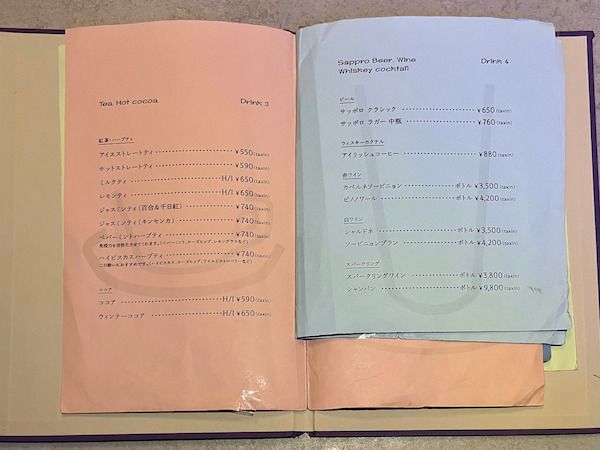 Tea, Hot cocoa, Drink 3
紅茶・ハーブティ
アイスストレートティ ¥550(taxin)
ホットストレートティ ¥590(taxin)
ミルクティ H/I ¥650(taxin)
レモンティ H/I ¥650(taxin)
ジャスミンティ(百合&千日紅) ¥740(taxin)
ジャスミンティ(キンセンカ) ¥740(taxin)
ペパーミントハーブティ ¥740(taxin)
ハイビスカスハーブティ ¥740(taxin)
ココア
ココア H/I ¥590(taxin)
ウィンナーココア H/I ¥650(taxin)
Sappro Beer, Wine Drink 4
Whiskey cocktail
ビール
サッポロ クラシック ¥650(taxin)
サッポロ ラガー 中瓶 ¥760(taxin)
ウィスキーカクテル
アイリッシュコーヒー ¥880(taxin)
赤ワイン
カベルネソービニョン ボトル ¥3,500(taxin)
ピノノワール ボトル ¥4,200(taxin)
白ワイン
シャルドネ ボトル ¥3,500(taxin)
ソービニョンブラン ボトル ¥4,200(taxin)
スパークリング
スパークリングワイン ボトル ¥3,800(taxin)
シャンパン ボトル ¥9,800(taxin)